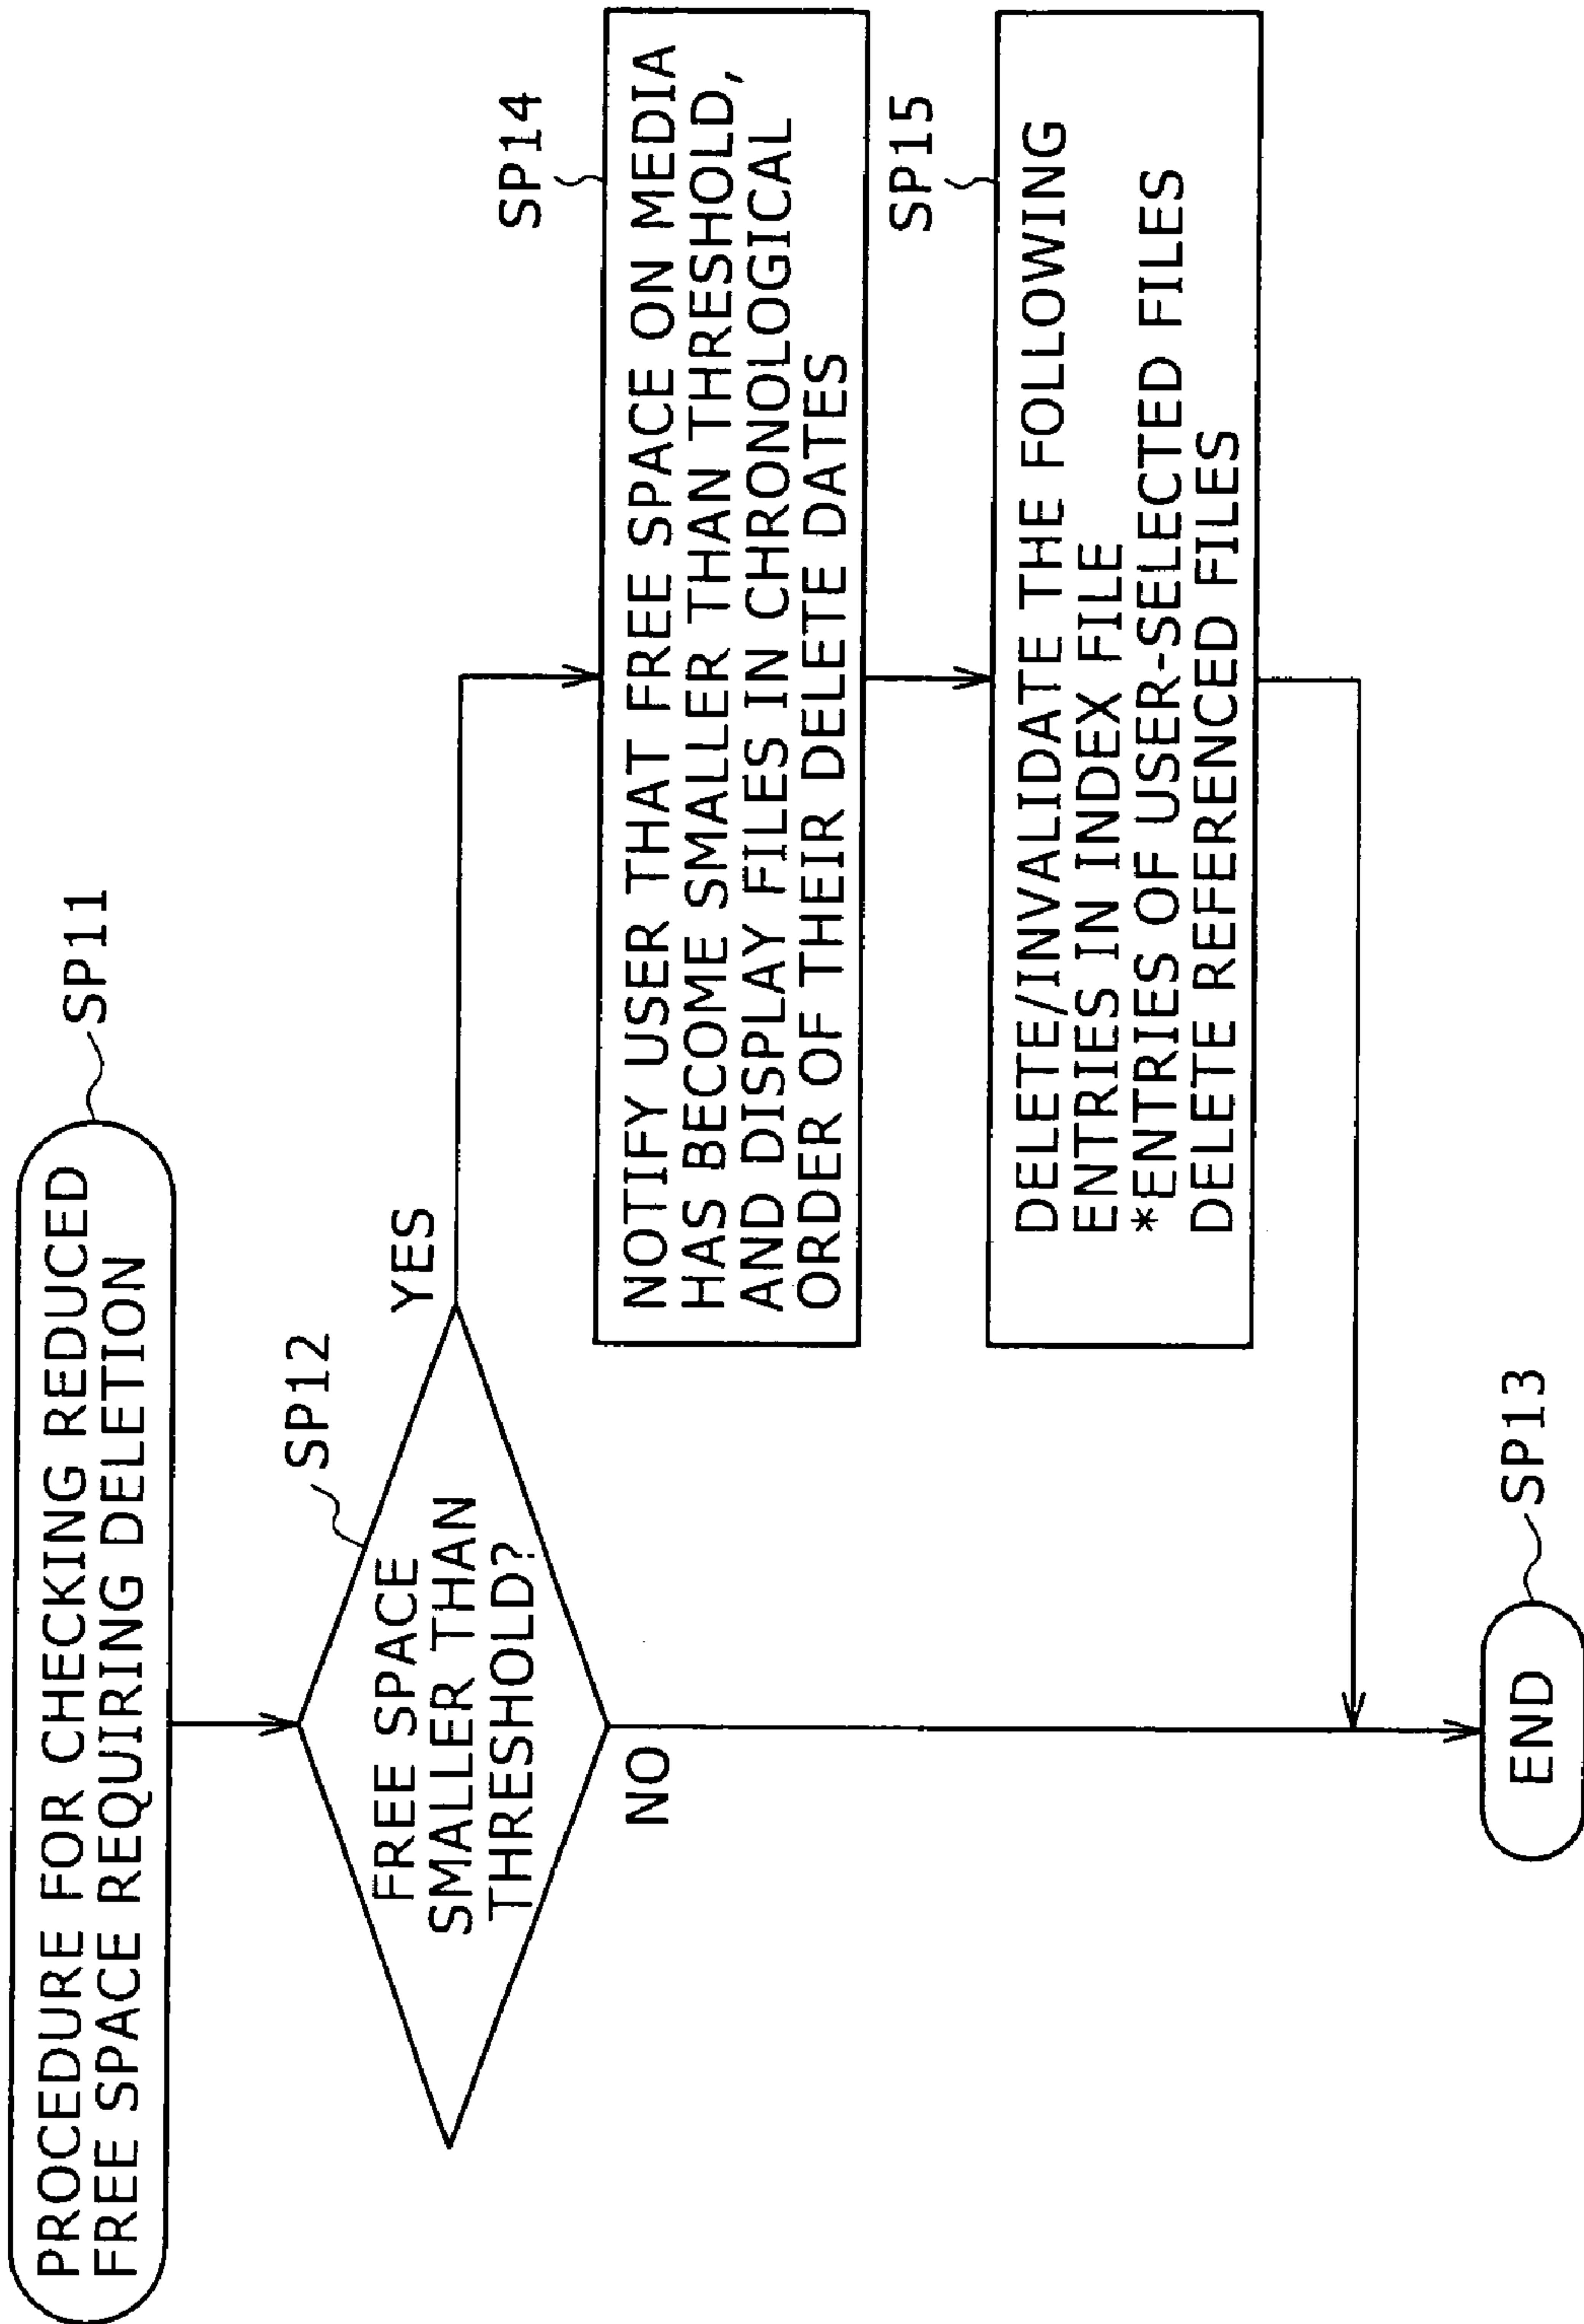 PROCEDURE FOR CHECKING REDUCED
FREE SPACE REQUIRING DELETION
SP11
FREE SPACE
SMALLER THAN
THRESHOLD?
SP12
YES
NO
SP14
NOTIFY USER THAT FREE SPACE ON MEDIA
HAS BECOME SMALLER THAN THRESHOLD,
AND DISPLAY FILES IN CHRONOLOGICAL
ORDER OF THEIR DELETE DATES
SP15
DELETE/INVALIDATE THE FOLLOWING
ENTRIES IN INDEX FILE
*ENTRIES OF USER-SELECTED FILES
DELETE REFERENCED FILES
END
SP13